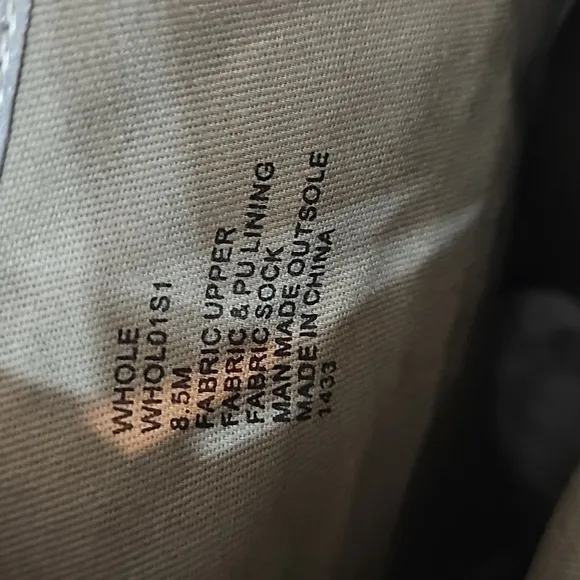 WHOLE
WHOL01S1
8.5M
FABRIC UPPER
FABRIC & PU LINING
FABRIC SOCK
MAN MADE OUTSOLE
MADE IN CHINA
1433